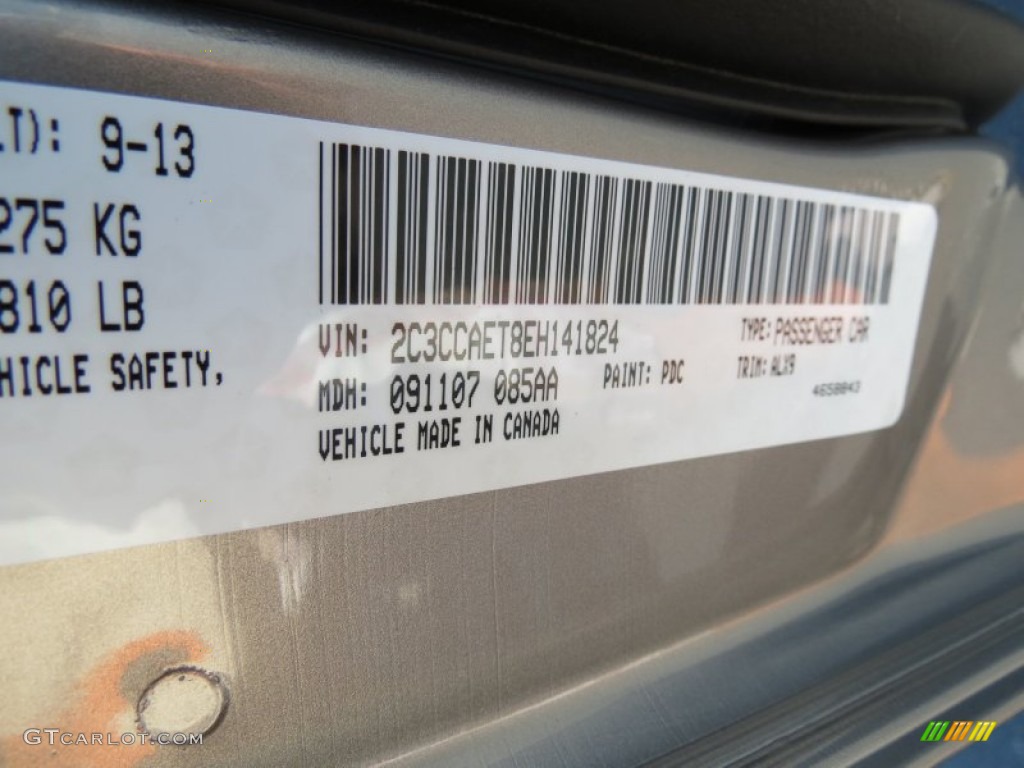 LT): 9-13
275 KG
810 LB
HICLE SAFETY,
VIN: 2C3CCAET8EH141824
TYPE: PASSENGER CAR
MDH: 091107 085AA
PAINT: PDC
TRIM: ALX9
VEHICLE MADE IN CANADA
4658843
GTCARLOT.COM